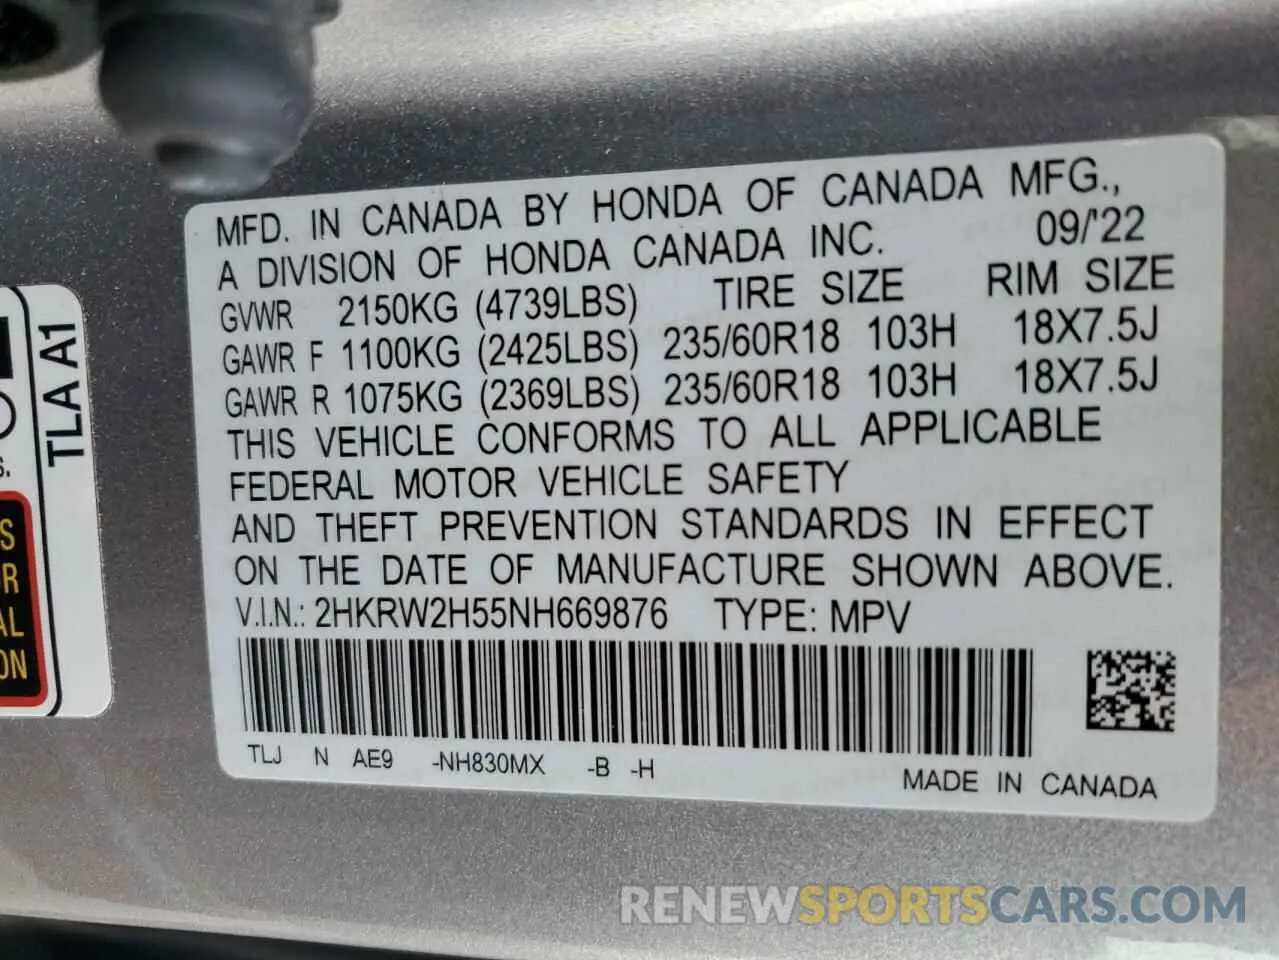 MFD. IN CANADA BY HONDA OF CANADA MFG.,
A DIVISION OF HONDA CANADA INC. 09/'22
GVWR 2150KG (4739LBS) TIRE SIZE RIM SIZE
GAWR F 1100KG (2425LBS) 235/60R18 103H 18X7.5J
GAWR R 1075KG (2369LBS) 235/60R18 103H 18X7.5J
THIS VEHICLE CONFORMS TO ALL APPLICABLE
FEDERAL MOTOR VEHICLE SAFETY
AND THEFT PREVENTION STANDARDS IN EFFECT
ON THE DATE OF MANUFACTURE SHOWN ABOVE.
V.I.N.: 2HKRW2H55NH669876 TYPE: MPV
TLJ N AE9 -NH830MX -B -H
MADE IN CANADA
TLA A1
RENEWSPORTSCARS.COM